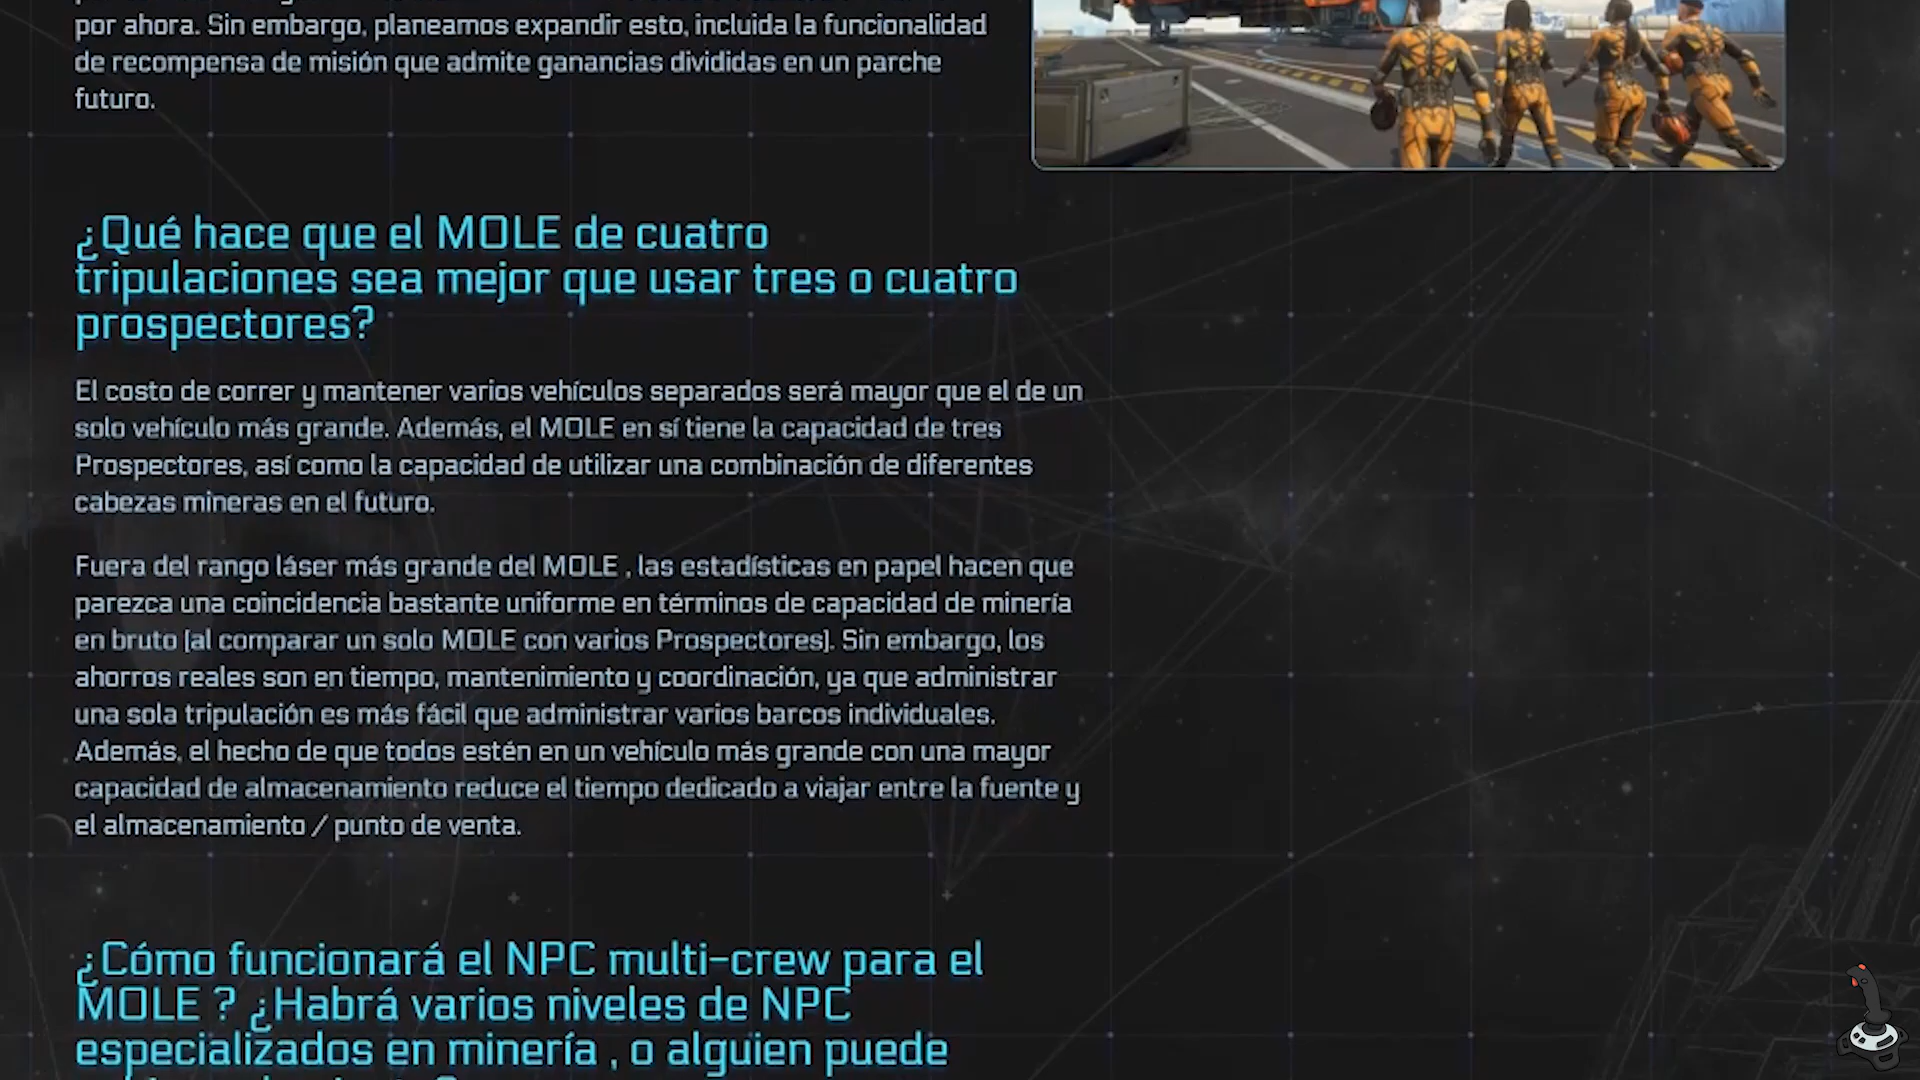 por ahora. Sin embargo, planeamos expandir esto, incluida la funcionalidad
de recompensa de misión que admite ganancias divididas en un parche
futuro.
¿Qué hace que el MOLE de cuatro
tripulaciones sea mejor que usar tres o cuatro
prospectores?
El costo de correr y mantener varios vehículos separados será mayor que el de un
solo vehículo más grande. Además, el MOLE en sí tiene la capacidad de tres
Prospectores, así como la capacidad de utilizar una combinación de diferentes
cabezas mineras en el futuro.
Fuera del rango láser más grande del MOLE , las estadísticas en papel hacen que
parezca una coincidencia bastante uniforme en términos de capacidad de minería
en bruto (al comparar un solo MOLE con varios Prospectores). Sin embargo, los
ahorros reales son en tiempo, mantenimiento y coordinación, ya que administrar
una sola tripulación es más fácil que administrar varios barcos individuales.
Además, el hecho de que todos estén en un vehículo más grande con una mayor
capacidad de almacenamiento reduce el tiempo dedicado a viajar entre la fuente y
el almacenamiento / punto de venta.
¿Cómo funcionará el NPC multi-crew para el
MOLE ? ¿Habrá varios niveles de NPC
especializados en minería , o alguien puede